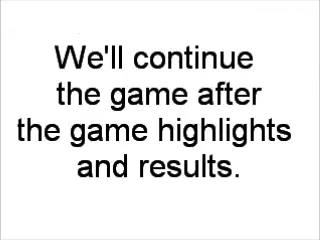 We'll continue
the game after
the game highlights
and results.